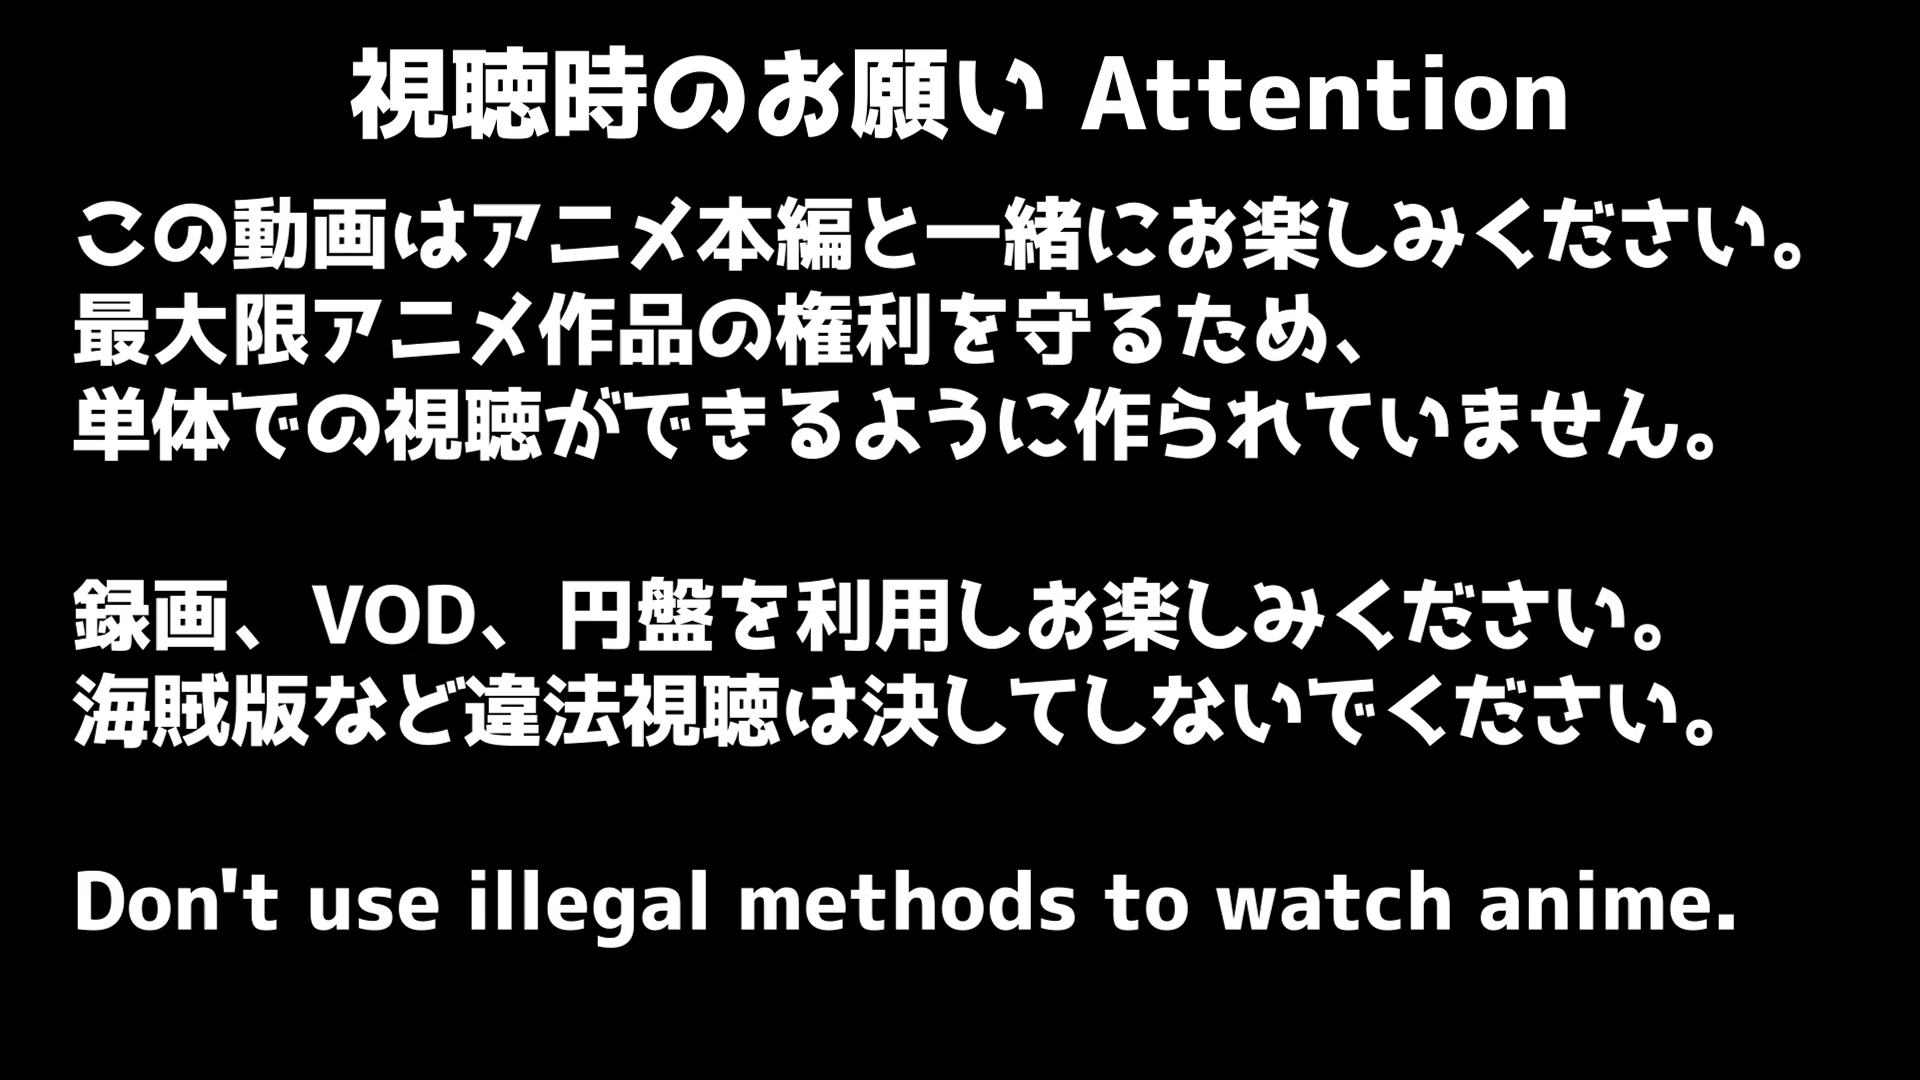 視聴時のお願い Attention
この動画はアニメ本編と一緒にお楽しみください。
最大限アニメ作品の権利を守るため、
単体での視聴ができるように作られていません。
録画、VOD、円盤を利用しお楽しみください。
海賊版など違法視聴は決してしないでください。
Don't use illegal methods to watch anime.